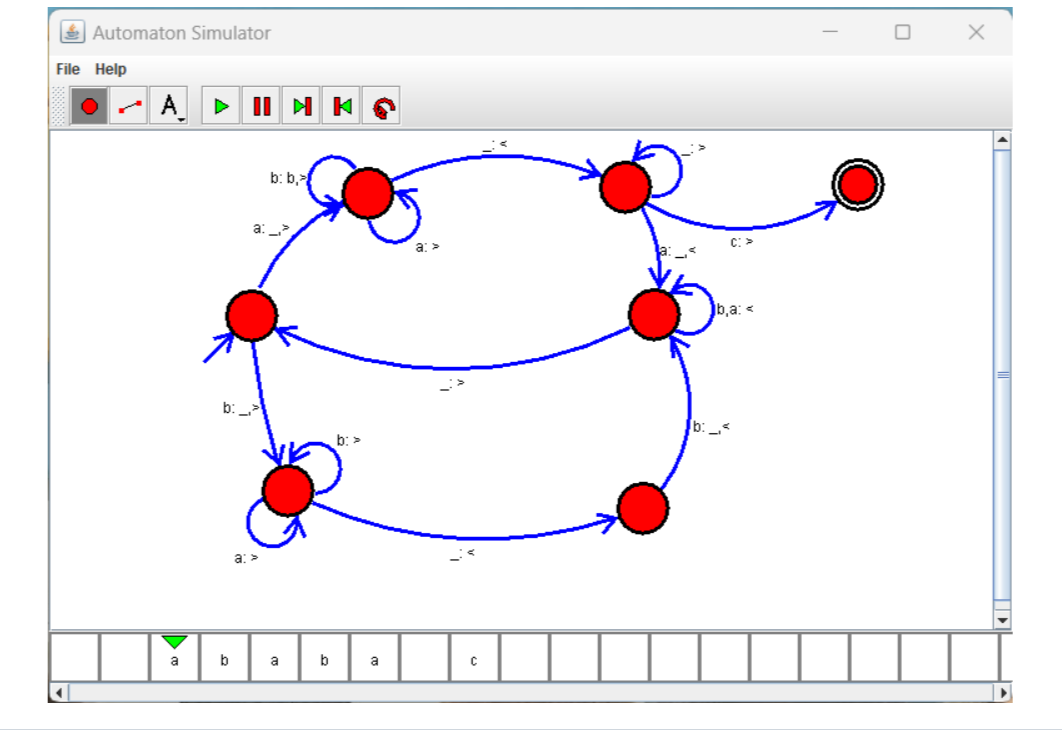 Automaton Simulator
File Help
A
_: <
_: >
b: b,>
a: _,>
a: >
a: _,<
c: >
b,a: <
_: >
b: _,>
b: _,<
b: >
a: >
_: <
a b a b a c